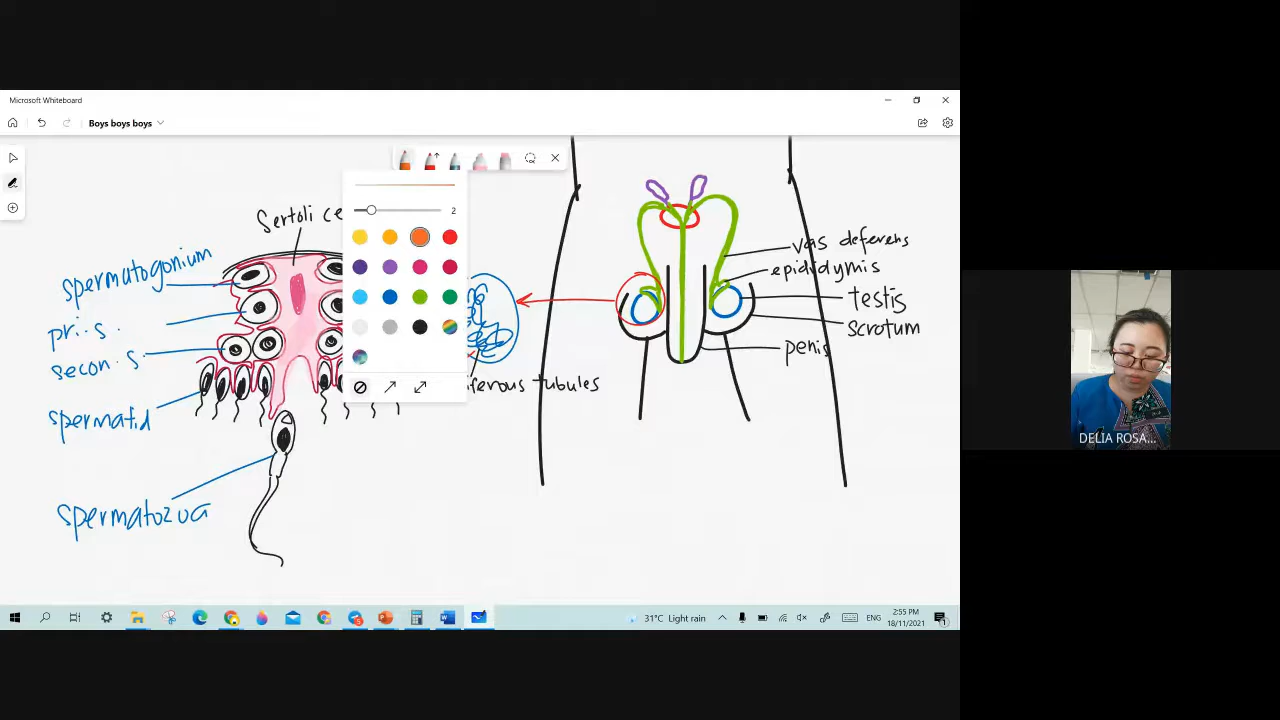 Microsoft Whiteboard
Boys boys boys
2
Sertoli ce
spermatogonium
pri. s.
secon. s.
spermatid
spermatozoa
iferous tubules
vas deferens
epididymis
testis
scrotum
penis
DELIA ROSA...
31°C Light rain
ENG
2:55 PM
18/11/2021